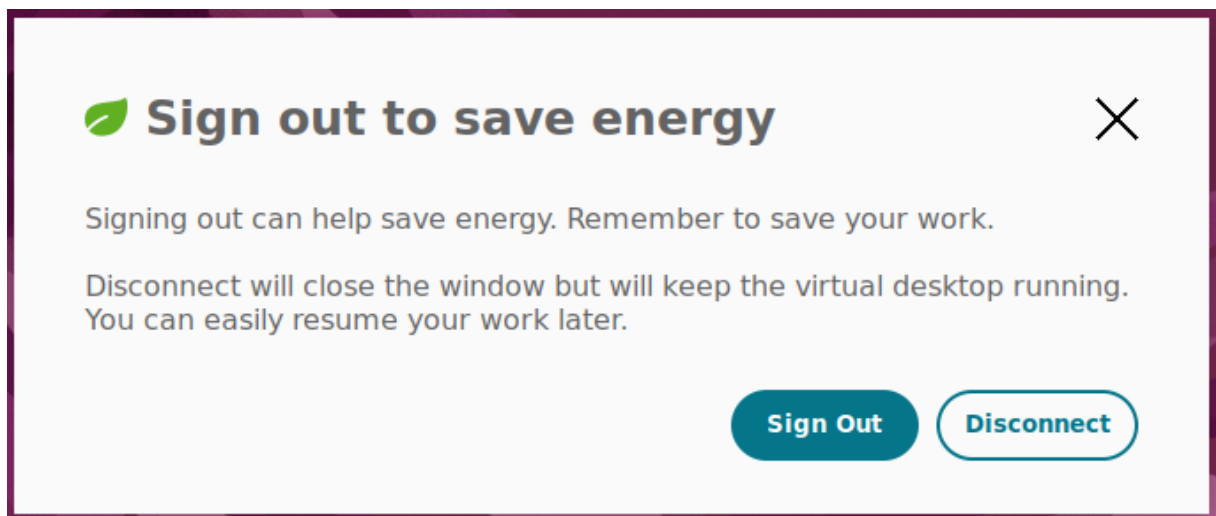 Sign out to save energy
Signing out can help save energy. Remember to save your work.
Disconnect will close the window but will keep the virtual desktop running.
You can easily resume your work later.
Sign Out
Disconnect